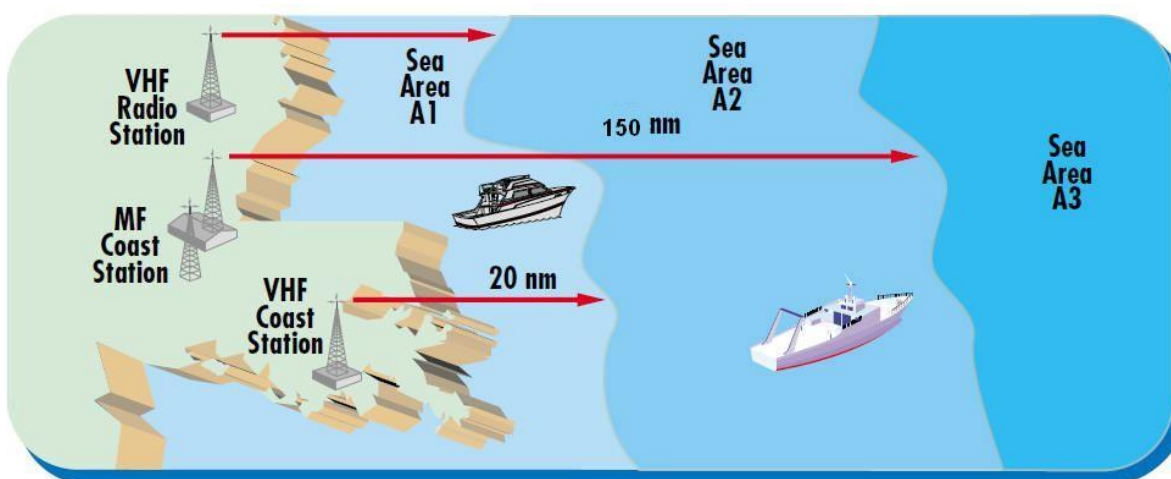 VHF
Radio
Station
Sea
Area
A1
Sea
Area
A2
150 nm
Sea
Area
A3
MF
Coast
Station
VHF
Coast
Station
20 nm